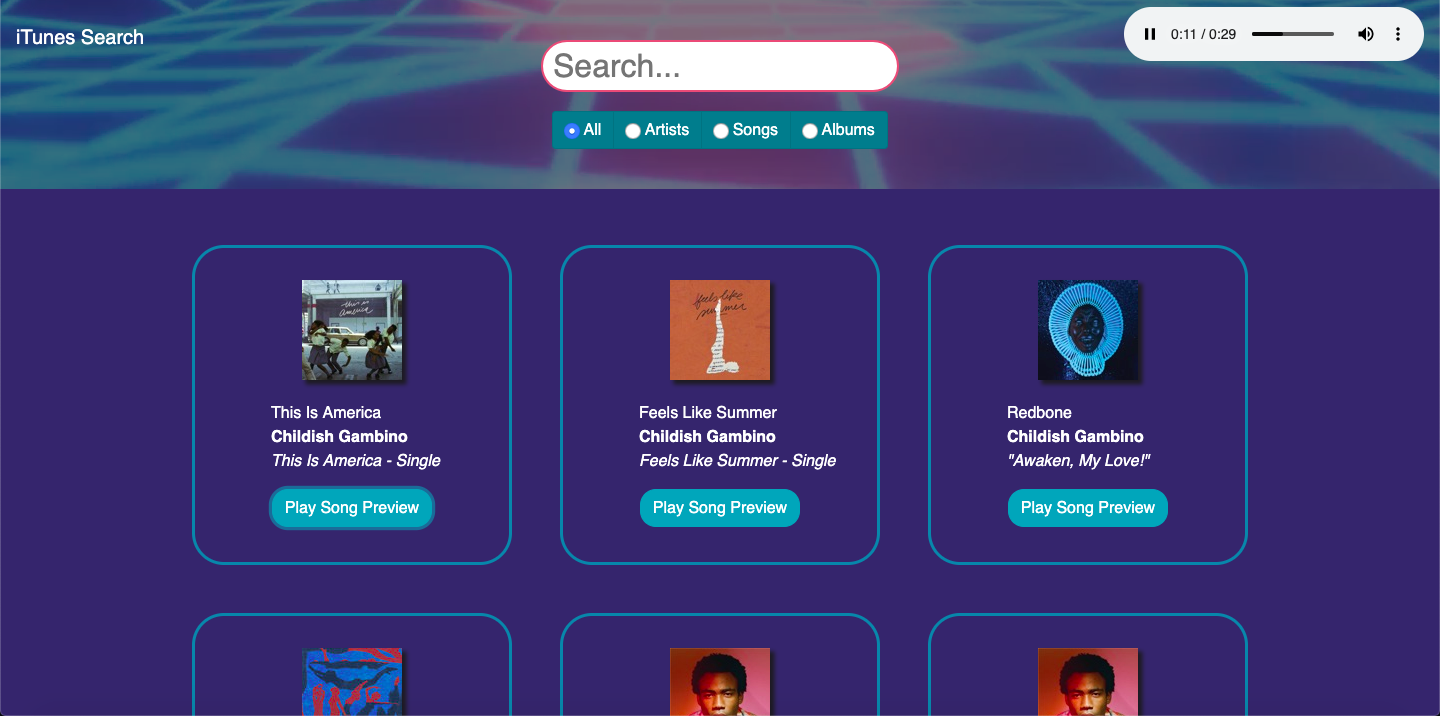 iTunes Search
0:11 / 0:29
Search...
All Artists Songs Albums
this is
america
feels like
summer
This Is America
Childish Gambino
This Is America - Single
Play Song Preview
Feels Like Summer
Childish Gambino
Feels Like Summer - Single
Play Song Preview
Redbone
Childish Gambino
"Awaken, My Love!"
Play Song Preview